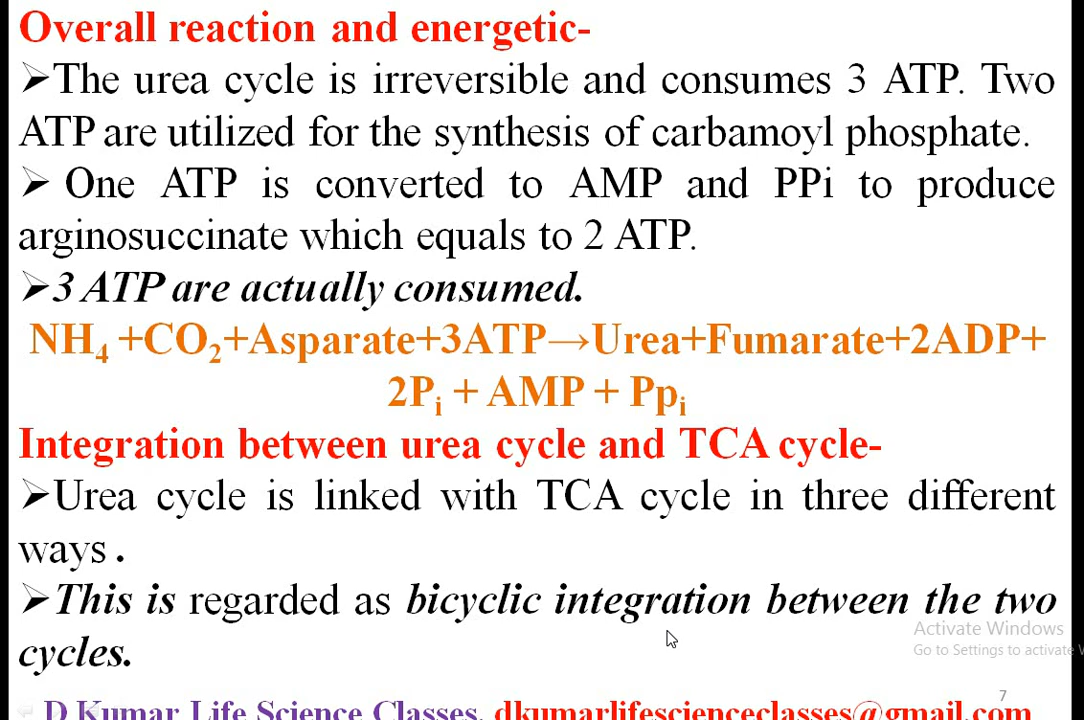 Overall reaction and energetic-
➢The urea cycle is irreversible and consumes 3 ATP. Two
ATP are utilized for the synthesis of carbamoyl phosphate.
➢ One ATP is converted to AMP and PPi to produce
arginosuccinate which equals to 2 ATP.
➢3 ATP are actually consumed.
NH₄ +CO₂+Asparate+3ATP→Urea+Fumarate+2ADP+
2Pᵢ + AMP + Ppᵢ
Integration between urea cycle and TCA cycle-
➢Urea cycle is linked with TCA cycle in three different
ways.
➢This is regarded as bicyclic integration between the two
cycles.
Activate Windows
Go to Settings to activate W
7
D Kumar Life Science Classes, dkumarlifescienceclasses@gmail.com